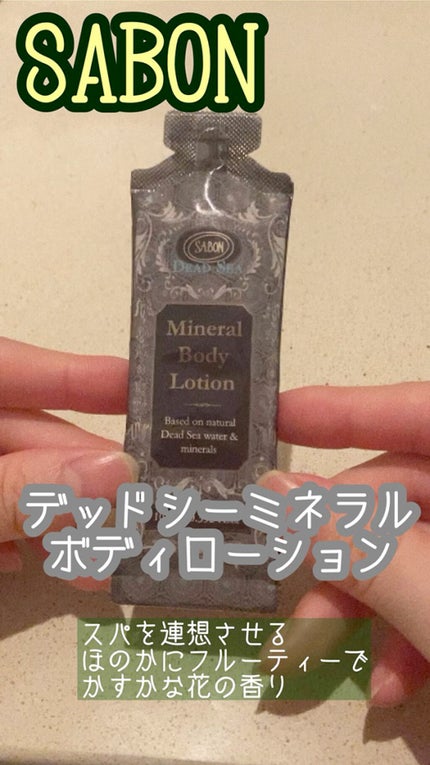 SABON
SABON
DEAD SEA
Mineral
Body
Lotion
Based on natural
Dead Sea water &
minerals
デッドシーミネラル
ボディローション
スパを連想させる
ほのかにフルーティーで
かすかな花の香り